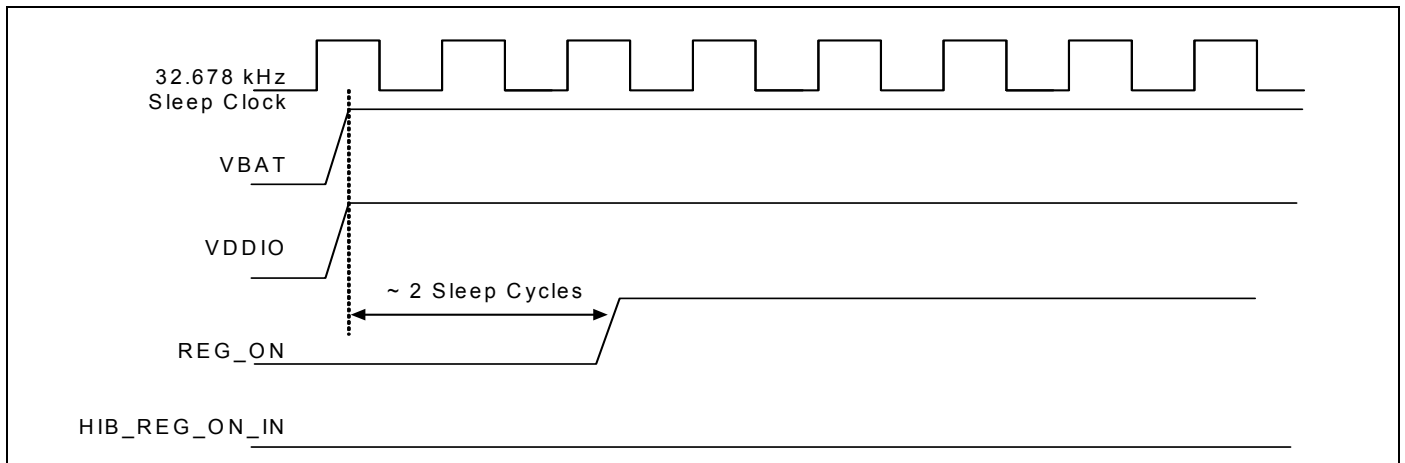 32.678 kHz
Sleep Clock
VBAT
VDDIO
~ 2 Sleep Cycles
REG_ON
HIB_REG_ON_IN